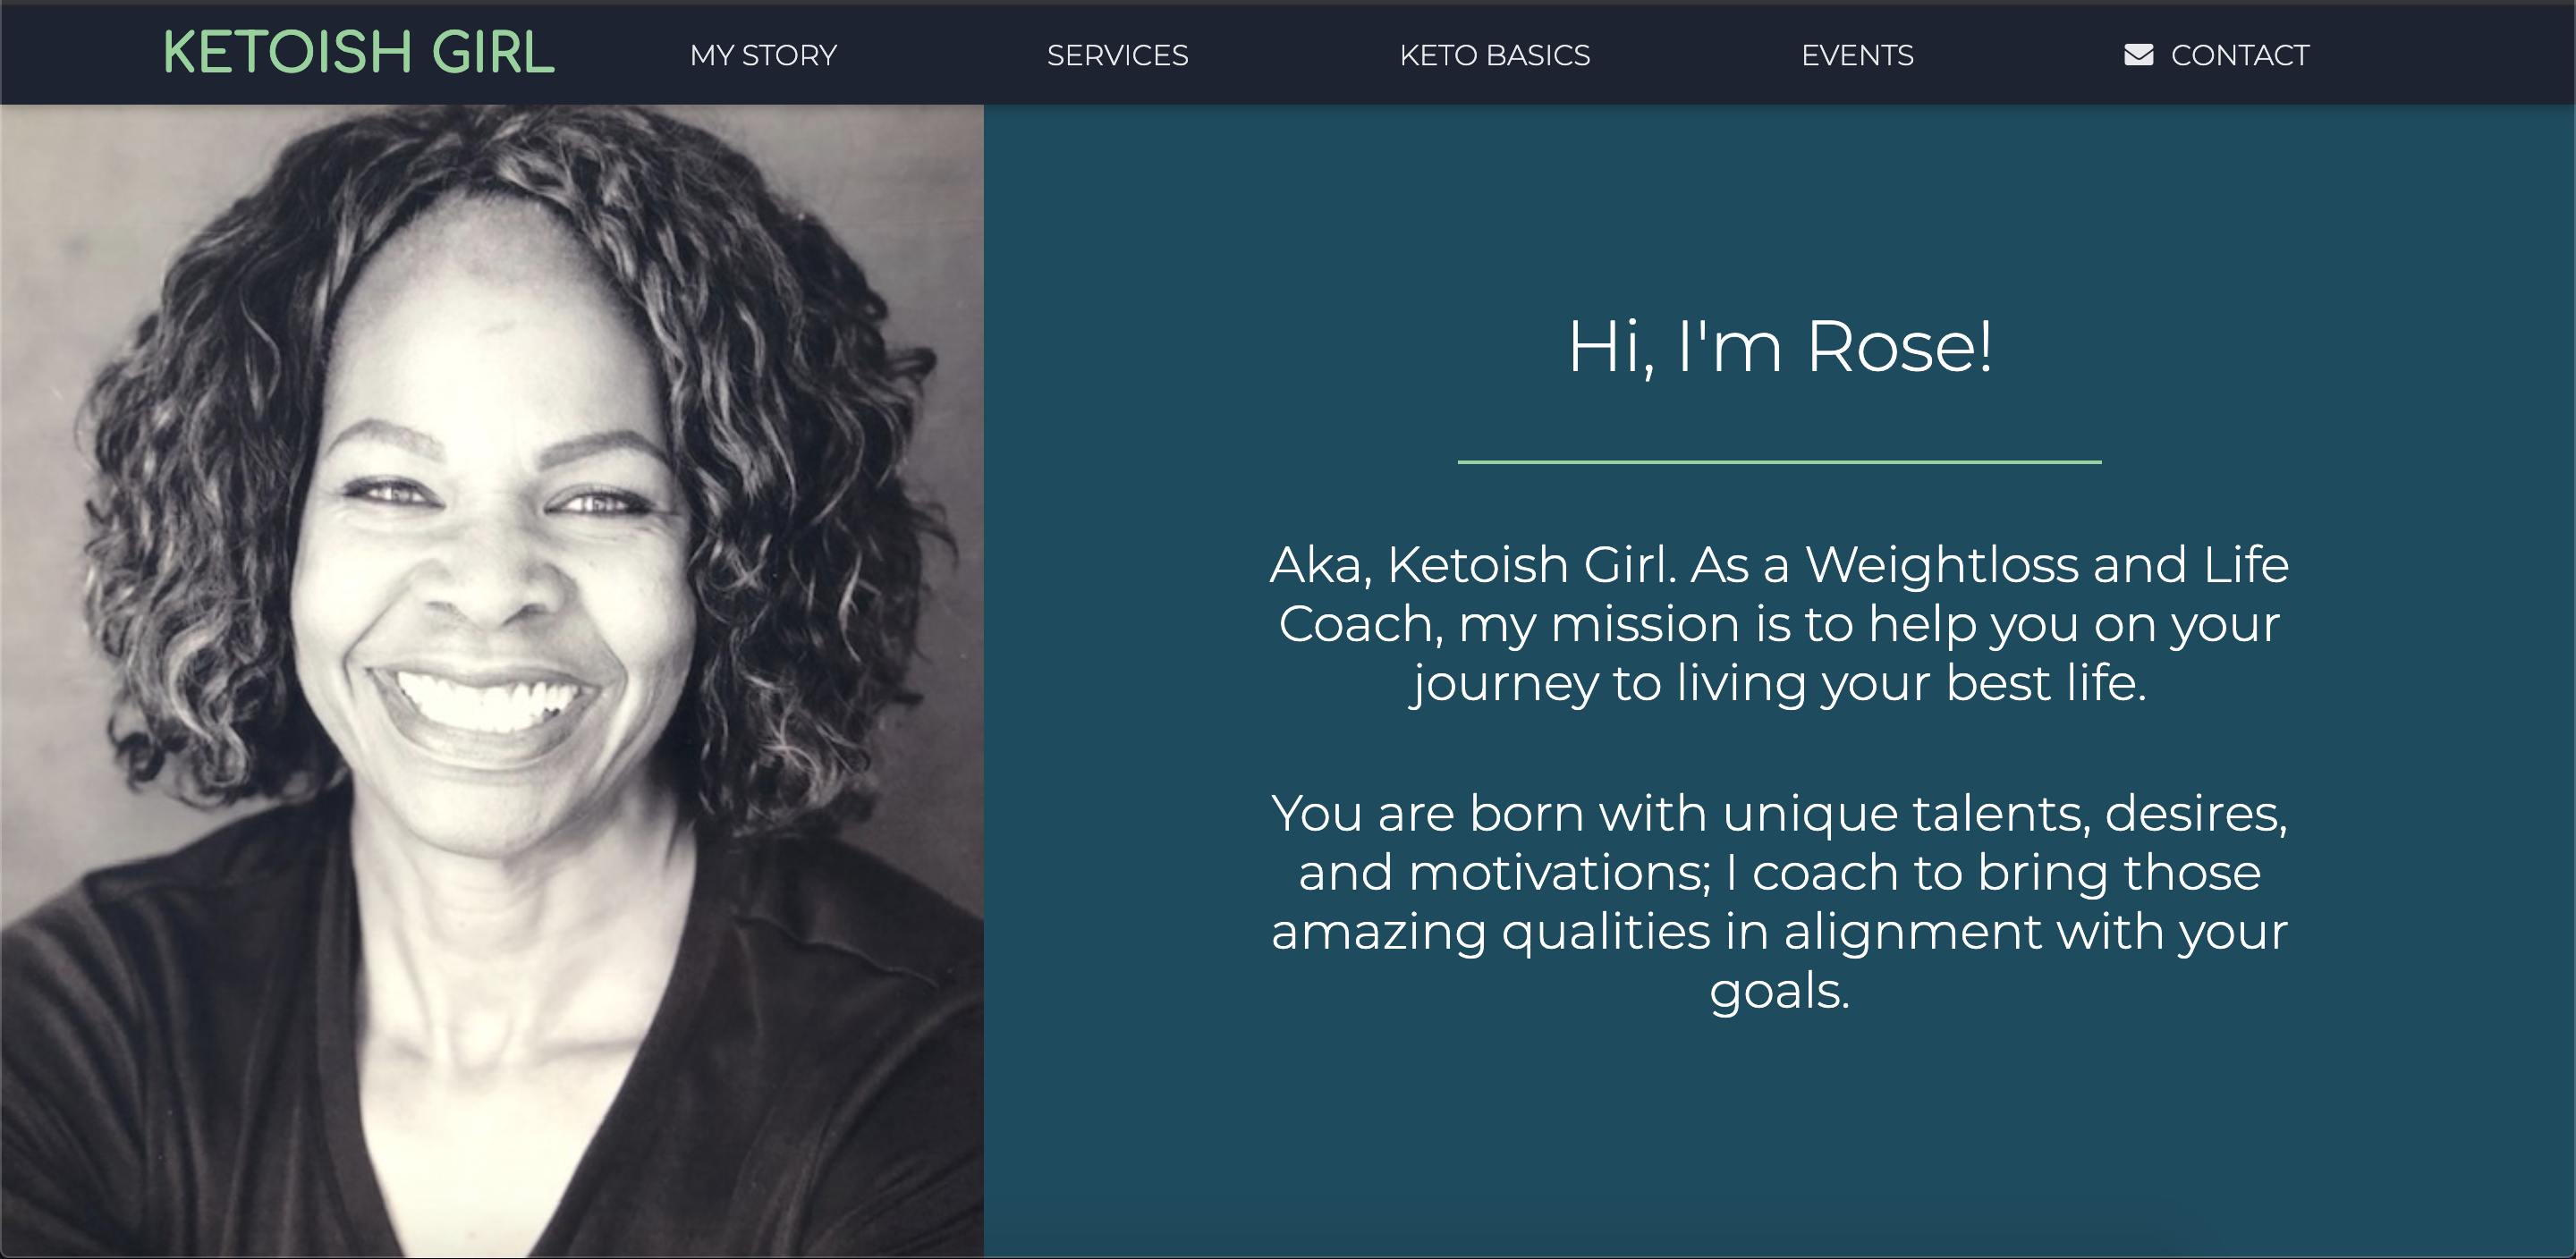 KETOISH GIRL
MY STORY
SERVICES
KETO BASICS
EVENTS
CONTACT
Hi, I'm Rose!
Aka, Ketoish Girl. As a Weightloss and Life
Coach, my mission is to help you on your
journey to living your best life.
You are born with unique talents, desires,
and motivations; I coach to bring those
amazing qualities in alignment with your
goals.